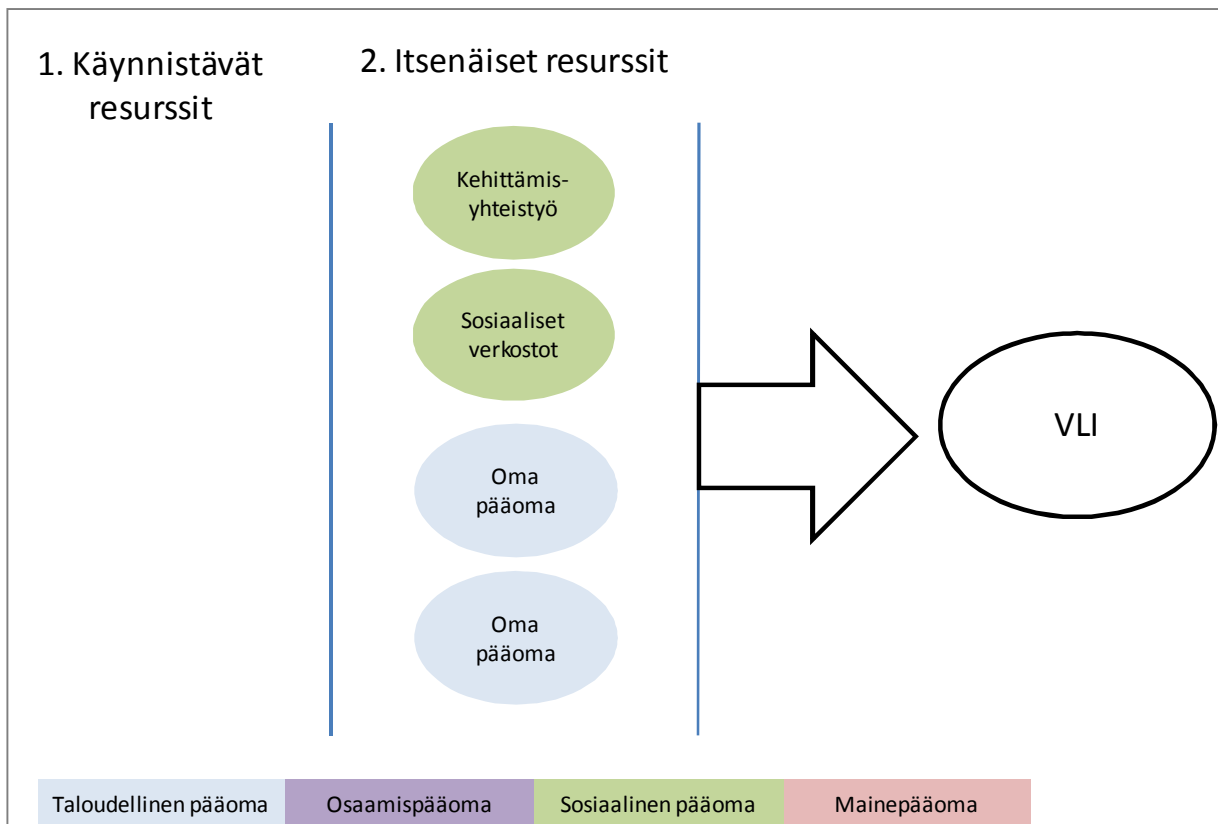 1. Käynnistävät
resurssit
2. Itsenäiset resurssit
Kehittämis-
yhteistyö
Sosiaaliset
verkostot
Oma
pääoma
Oma
pääoma
VLI
Taloudellinen pääoma
Osaamispääoma
Sosiaalinen pääoma
Mainepääoma